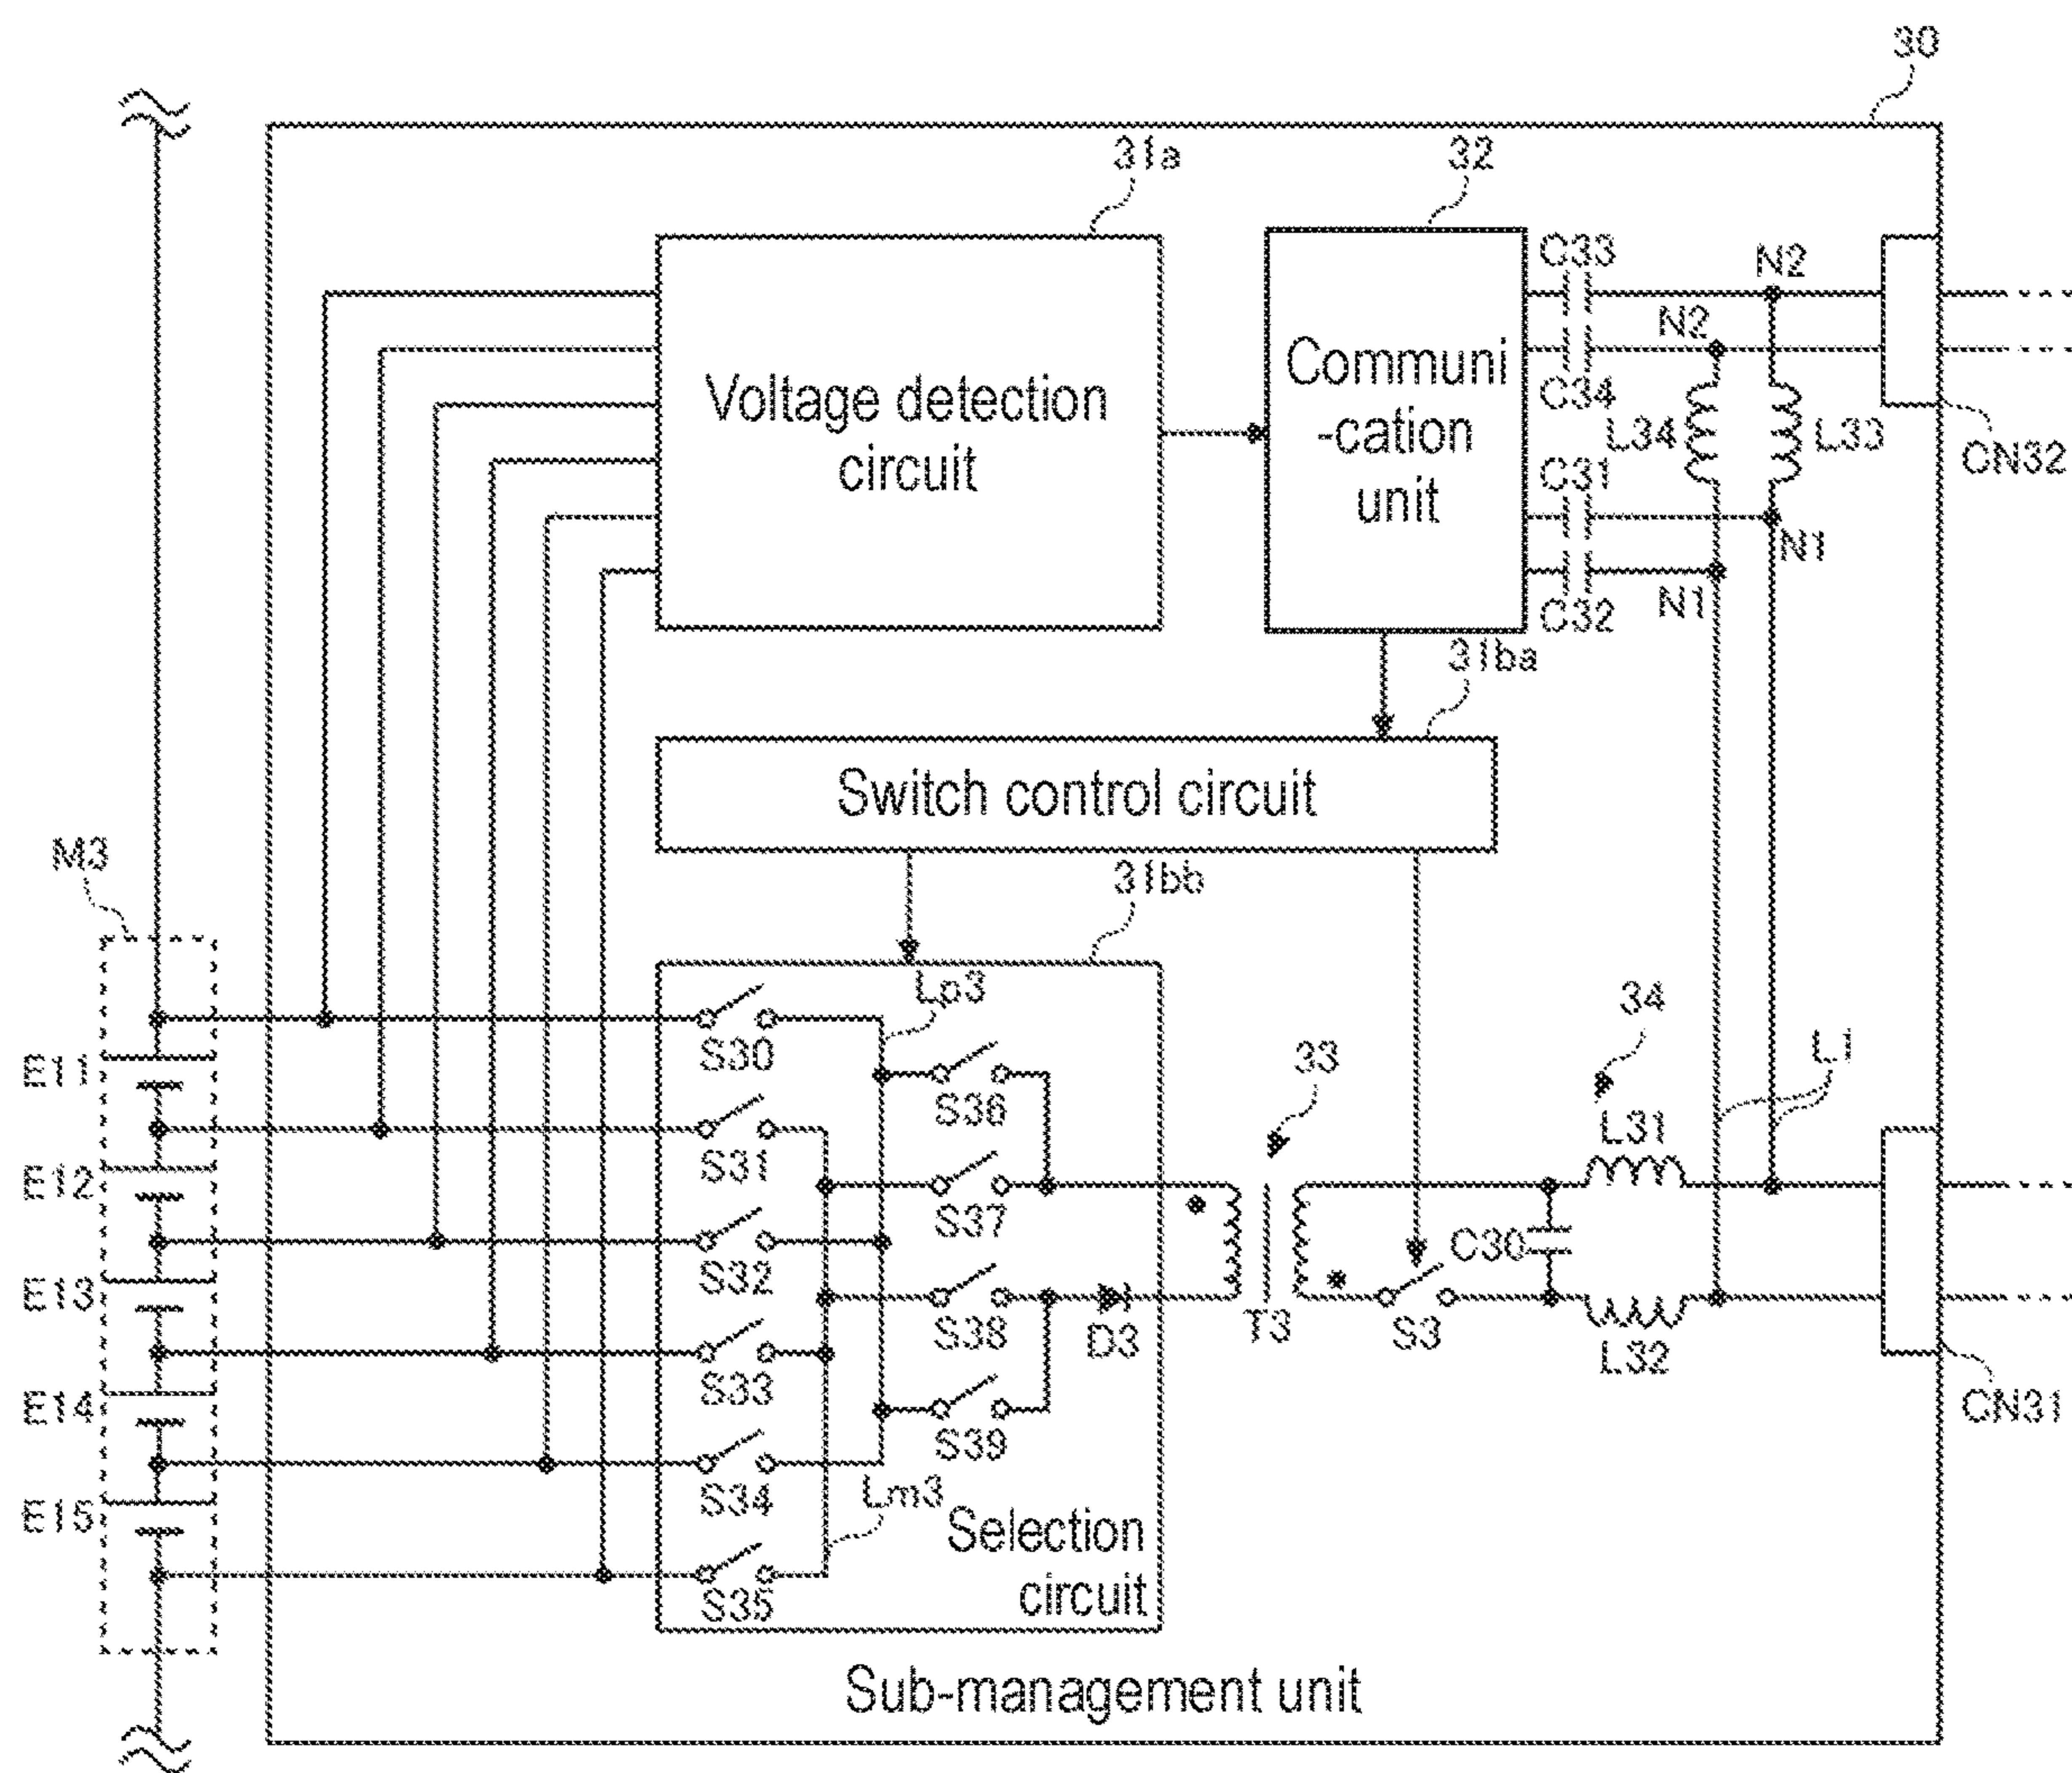 30
31a
32
C33
N2
N2
Voltage detection
circuit
Communi
-cation
unit
C34
L34
L33
CN32
C31
N1
N1
C32
31ba
Switch control circuit
M3
31bb
Lp3
34
S30
33
L1
E11
S36
L31
S31
E12
S37
S32
C30
E13
S38
D3
T3
S3
L32
S33
E14
S39
CN31
S34
Lm3
E15
Selection
circuit
S35
Sub-management unit